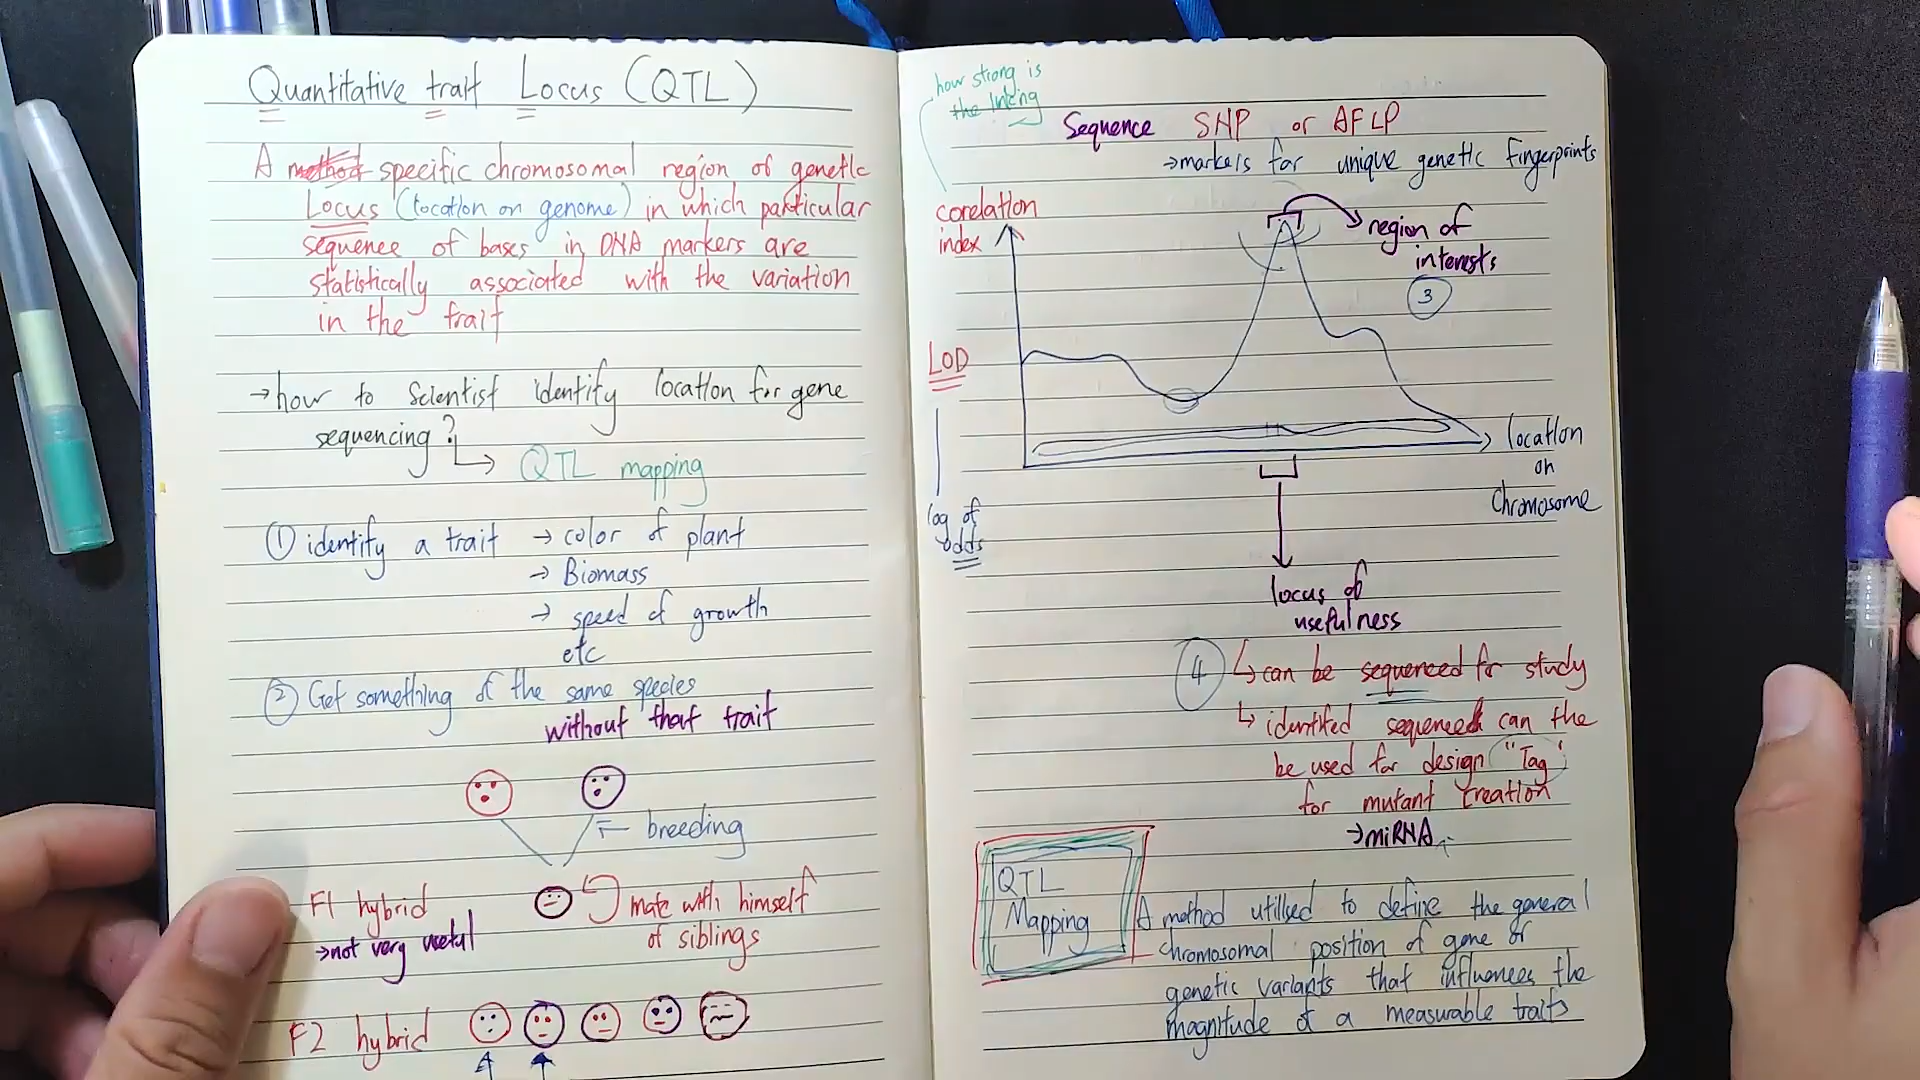 Quantitative trait Locus (QTL)
A method specific chromosomal region of genetic
Locus (location on genome) in which particular
sequence of bases in DNA markers are
statistically associated with the variation
in the trait
→ how to Scientist identify location for gene
sequencing?
→ QTL mapping
① identify a trait → color of plant
→ Biomass
→ speed of growth
etc
② Get something of the same species
without that trait
← breeding
F1 hybrid
→ not very useful
mate with himself
of siblings
F2 hybrid
how strong is
the linking
Sequence SNP or AFLP
→ markers for unique genetic fingerprints
corelation
index
region of
interests
③
LOD
log of
odds
location
on
Chromosome
locus of
usefulness
④ ↳ can be sequenced for study
↳ identifed sequenced can the
be used for design "Tag"
for mutant creation
→ miRNA
QTL
Mapping
A method utilised to define the general
chromosomal position of gene or
genetic variants that influences the
magnitude of a measurable traits